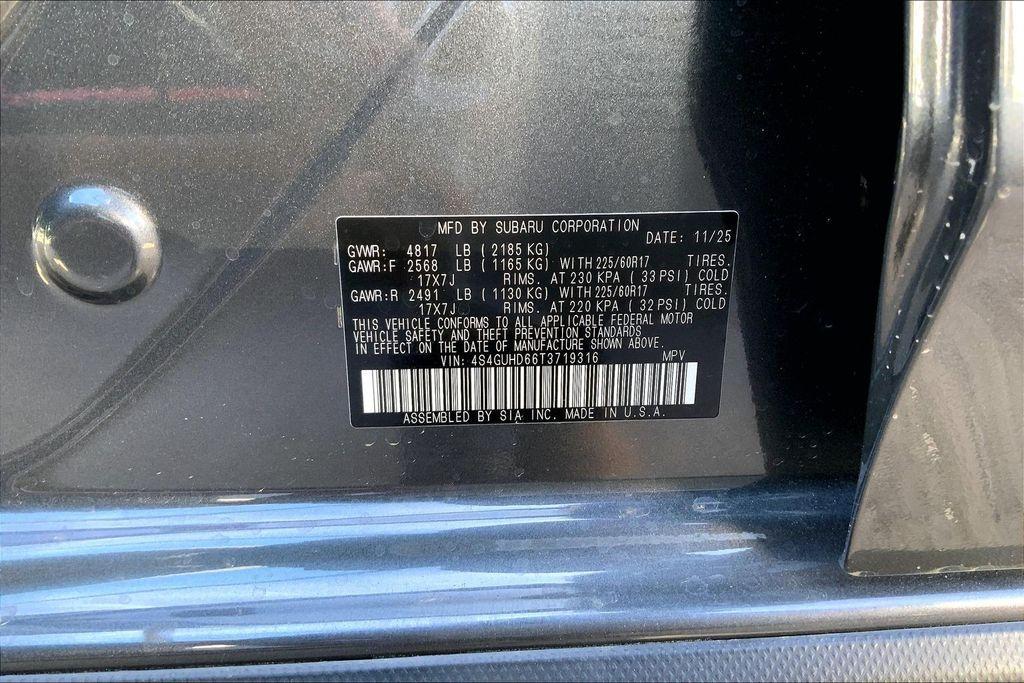 MFD BY SUBARU CORPORATION
DATE: 11/25
GVWR: 4817 LB (2185 KG)
GAWR:F 2568 LB (1165 KG) WITH 225/60R17 TIRES.
17X7J RIMS. AT 230 KPA (33 PSI) COLD
GAWR:R 2491 LB (1130 KG) WITH 225/60R17 TIRES.
17X7J RIMS. AT 220 KPA (32 PSI) COLD
THIS VEHICLE CONFORMS TO ALL APPLICABLE FEDERAL MOTOR
VEHICLE SAFETY AND THEFT PREVENTION STANDARDS
IN EFFECT ON THE DATE OF MANUFACTURE SHOWN ABOVE.
VIN: 4S4GUHD66T3719316 MPV
ASSEMBLED BY SIA INC. MADE IN U.S.A.